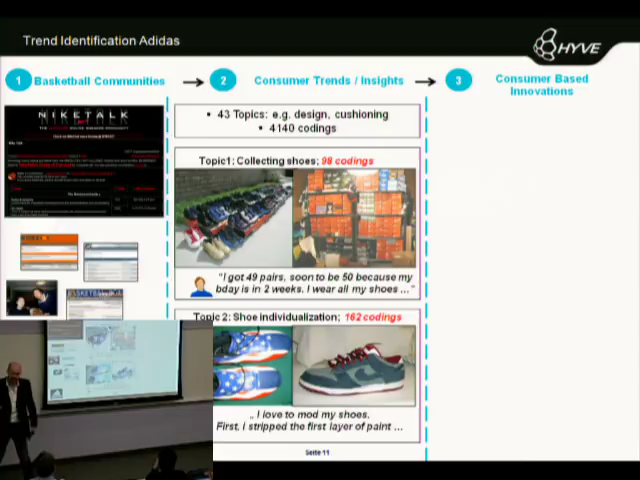 Trend Identification Adidas
HYVE
1 Basketball Communities
2 Consumer Trends / Insights
3 Consumer Based
Innovations
NIKETALK
• 43 Topics: e.g. design, cushioning
• 4140 codings
Topic1: Collecting shoes; 98 codings
"I got 49 pairs, soon to be 50 because my
bday is in 2 weeks. I wear all my shoes ..."
Topic 2: Shoe individualization; 162 codings
„ I love to mod my shoes.
First, I stripped the first layer of paint ...
Seite 11